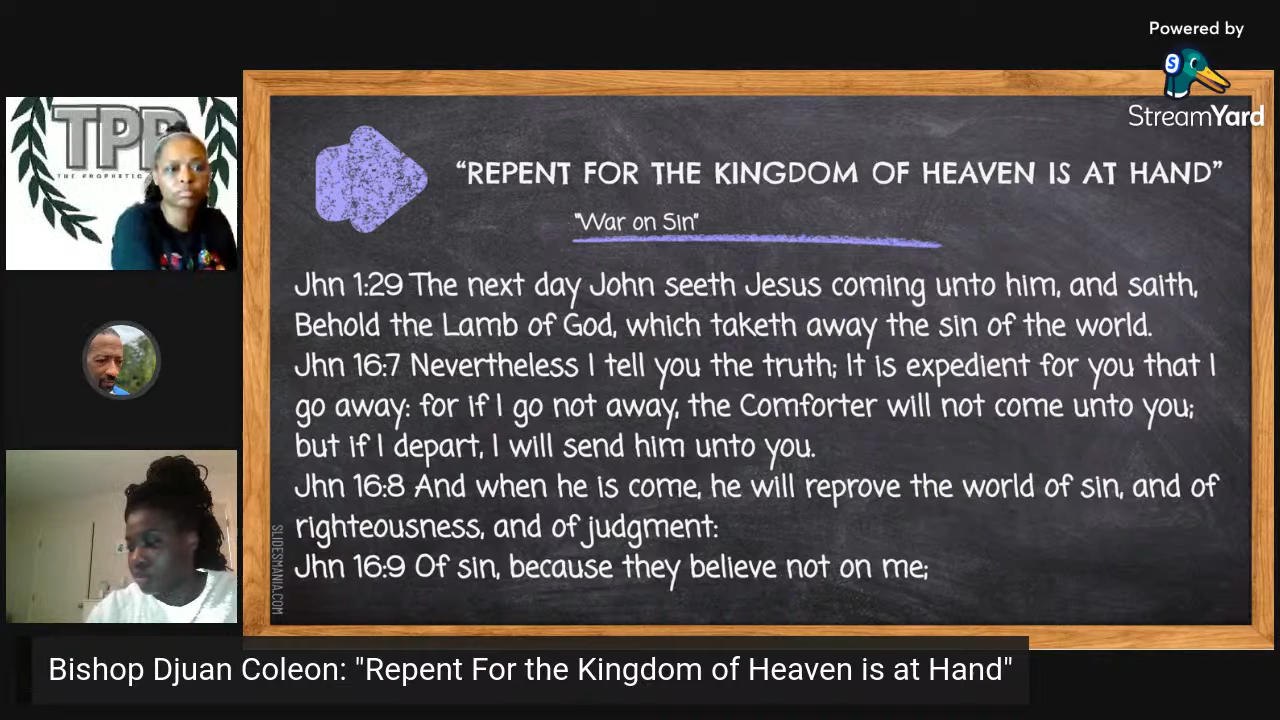 Powered by
S
StreamYard
TPP
THE PROPHETIC
“REPENT FOR THE KINGDOM OF HEAVEN IS AT HAND”
"War on Sin"
Jhn 1:29 The next day John seeth Jesus coming unto him, and saith,
Behold the Lamb of God, which taketh away the sin of the world.
Jhn 16:7 Nevertheless I tell you the truth; It is expedient for you that I
go away: for if I go not away, the Comforter will not come unto you;
but if I depart, I will send him unto you.
Jhn 16:8 And when he is come, he will reprove the world of sin, and of
righteousness, and of judgment:
Jhn 16:9 Of sin, because they believe not on me;
SLIDESMANIA.COM
Bishop Djuan Coleon: "Repent For the Kingdom of Heaven is at Hand"